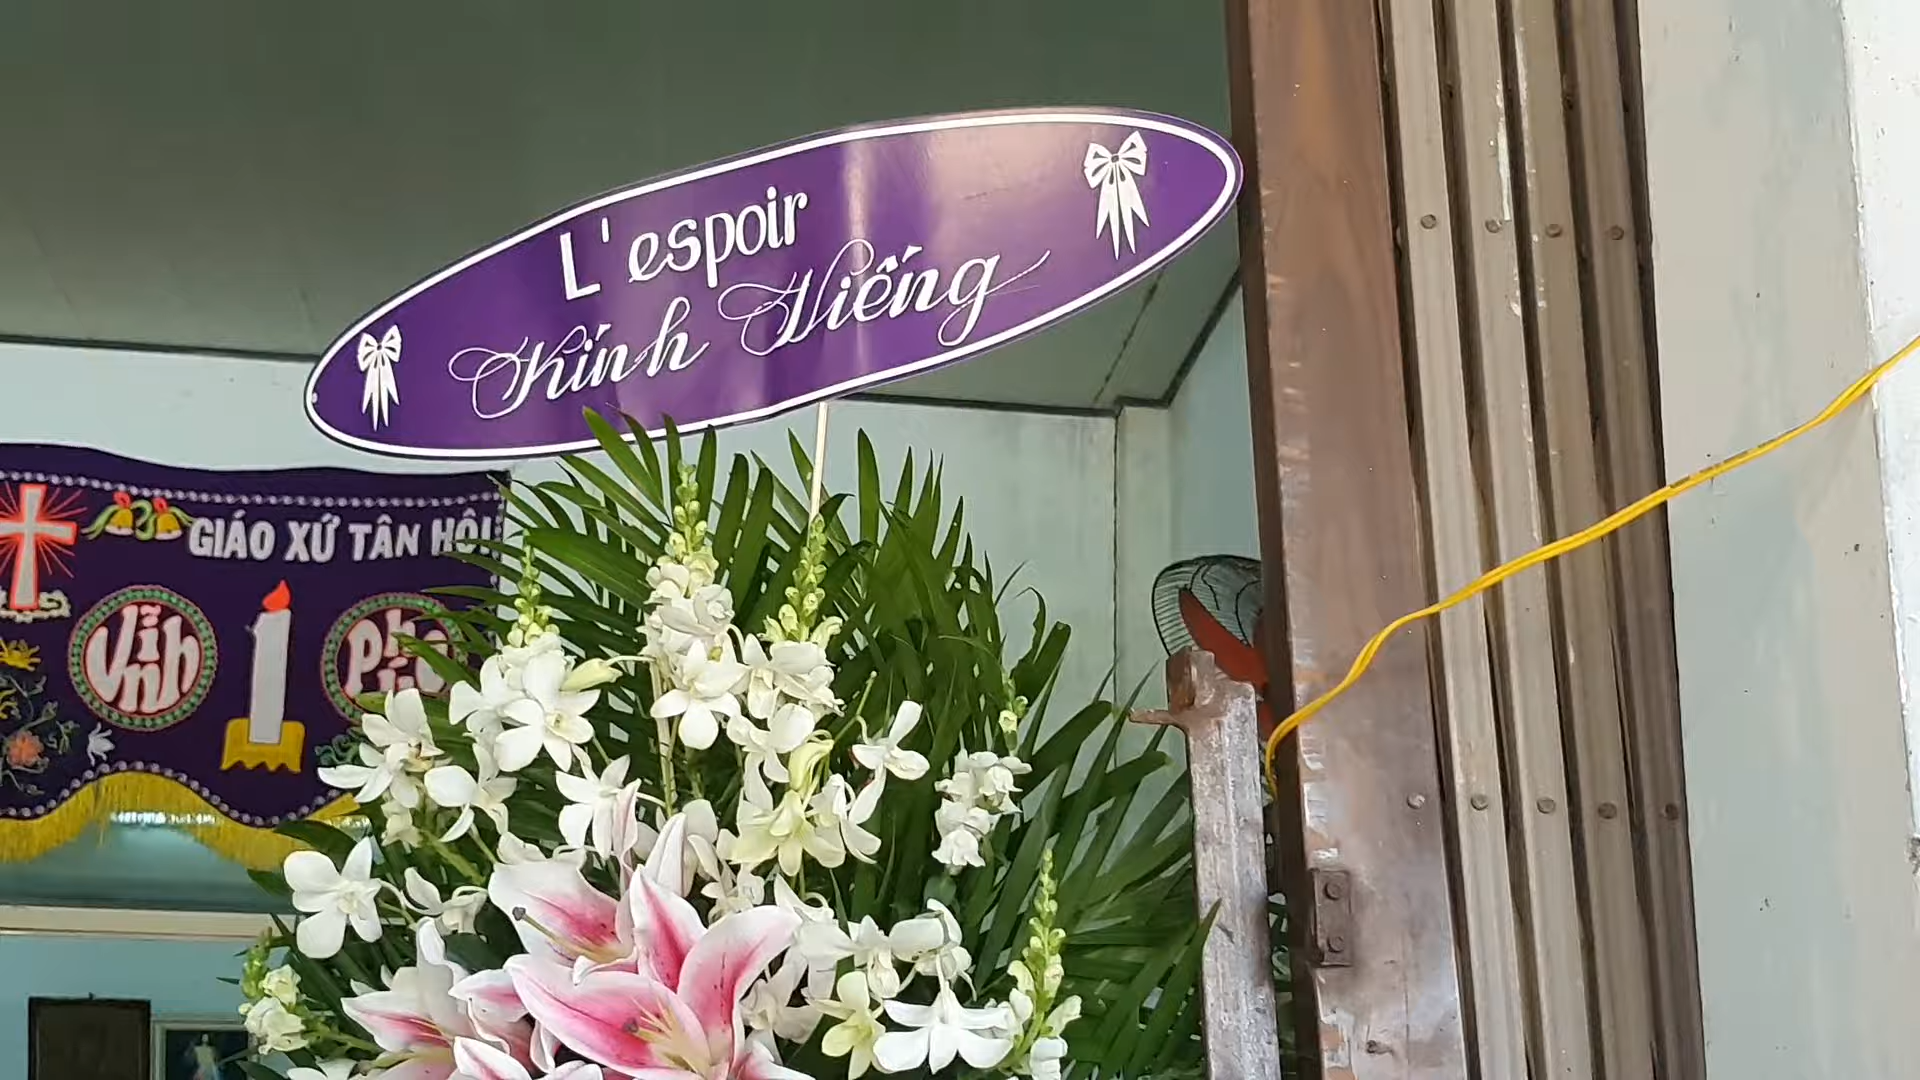 L'espoir
Kính Viếng
GIÁO XỨ TÂN HỘI
Vĩnh